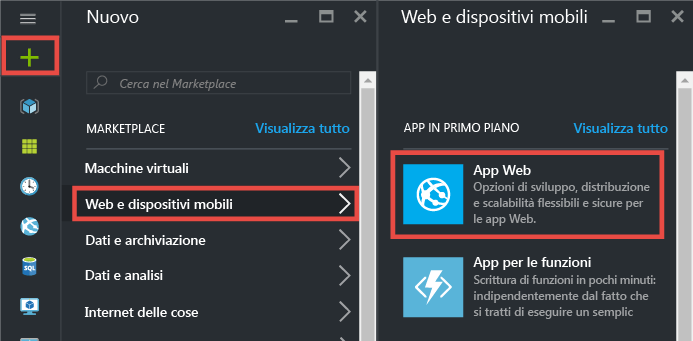 Nuovo
Cerca nel Marketplace
MARKETPLACE Visualizza tutto
Macchine virtuali
Web e dispositivi mobili
Dati e archiviazione
Dati e analisi
Internet delle cose
Web e dispositivi mobili
APP IN PRIMO PIANO Visualizza tutto
App Web
Opzioni di sviluppo, distribuzione
e scalabilità flessibili e sicure per
le app Web.
App per le funzioni
Scrittura di funzioni in pochi minuti:
indipendentemente dal fatto che
si tratti di eseguire un semplic
SQL